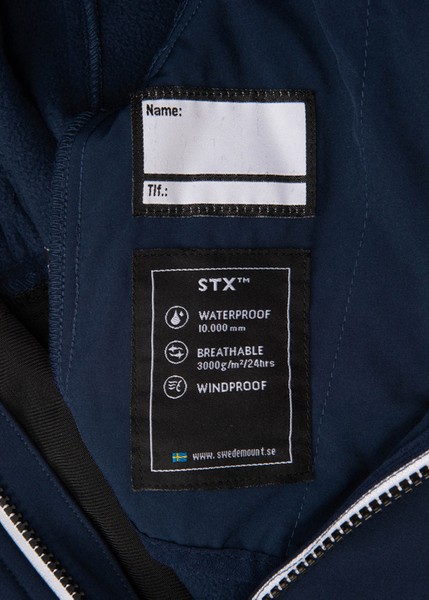 Name:
Tlf.:
STX™
WATERPROOF
10.000 mm
BREATHABLE
3000g/m²/24hrs
WINDPROOF
www.swedemount.se